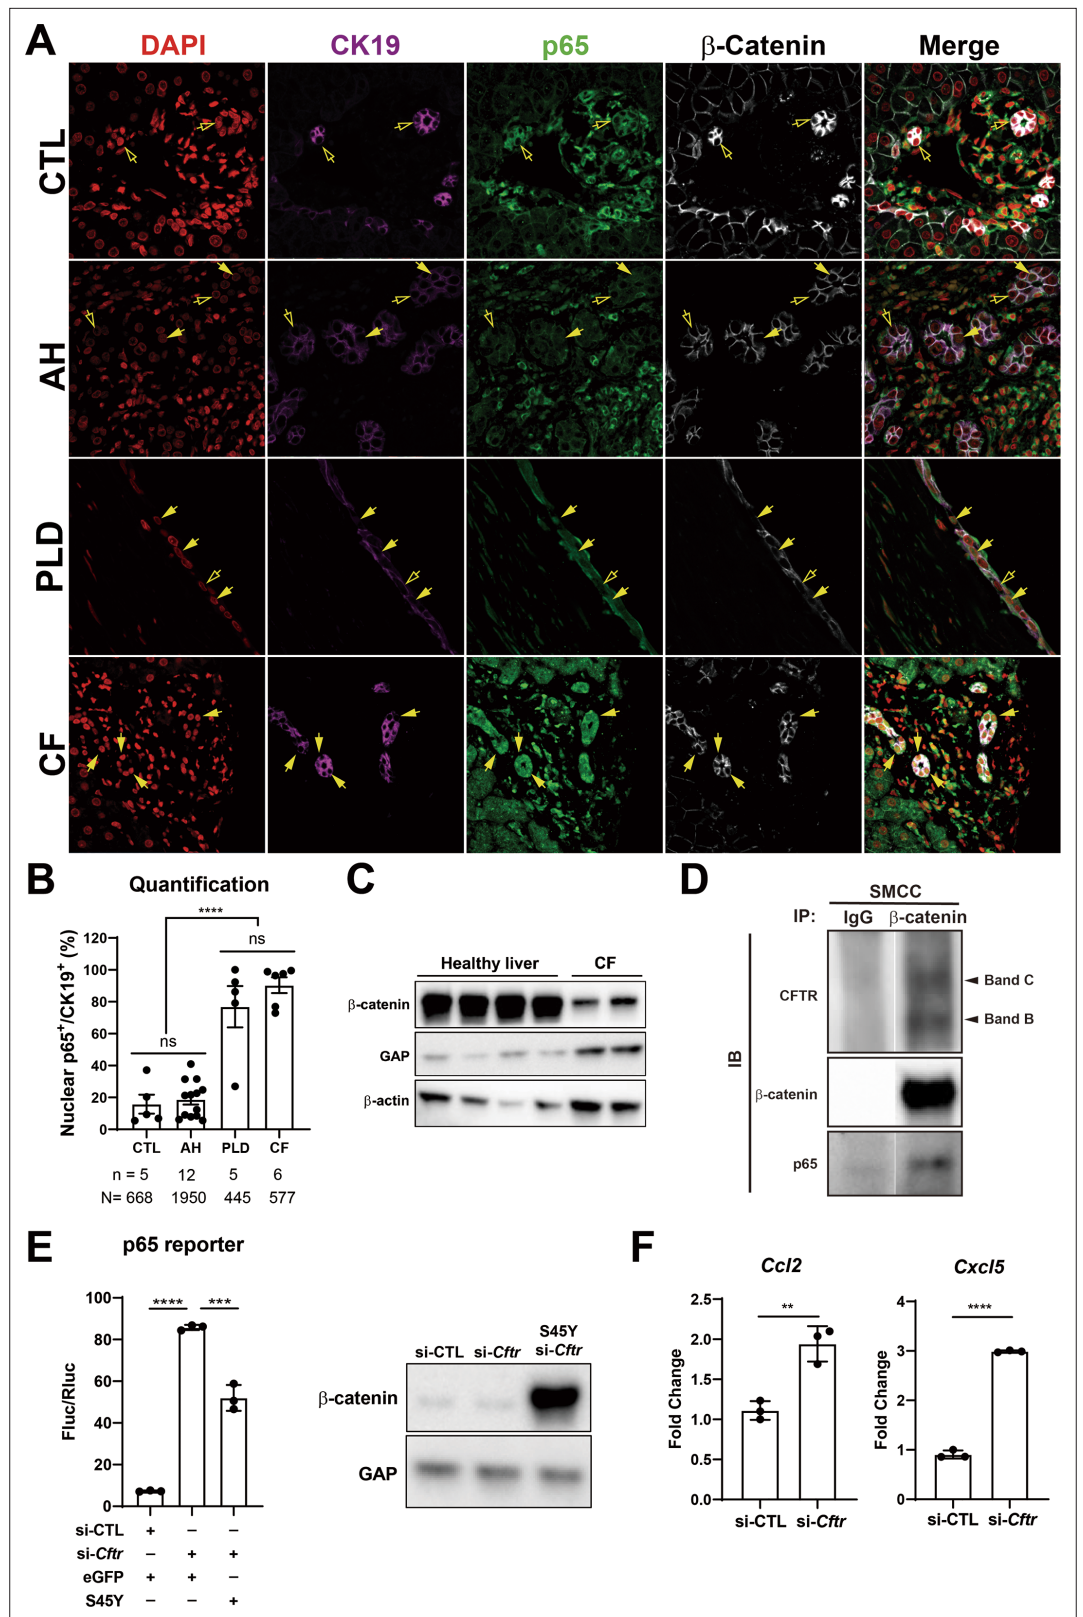 A
DAPI CK19 p65 β-Catenin Merge
CTL
AH
PLD
CF
B
Quantification
Nuclear p65⁺/CK19⁺ (%)
120
100
80
60
40
20
0
ns
****
ns
CTL AH PLD CF
n = 5 12 5 6
N= 668 1950 445 577
C
Healthy liver CF
β-catenin
GAP
β-actin
D
SMCC
IP: IgG β-catenin
IB
CFTR
Band C
Band B
β-catenin
p65
E
p65 reporter
Fluc/Rluc
100
80
60
40
20
0
**** ***
si-CTL + – –
si-Cftr – + +
eGFP + + –
S45Y – – +
si-CTL si-Cftr S45Y si-Cftr
β-catenin
GAP
F
Ccl2
Fold Change
2.5
2.0
1.5
1.0
0.5
0.0
**
si-CTL si-Cftr
Cxcl5
Fold Change
4
3
2
1
0
****
si-CTL si-Cftr